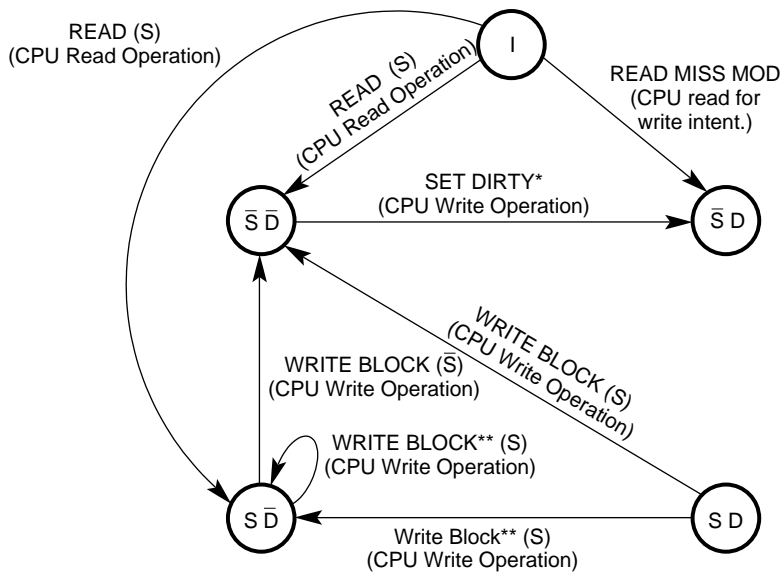 READ (S)
(CPU Read Operation)
I
READ (S)
(CPU Read Operation)
READ MISS MOD
(CPU read for
write intent.)
S̅ D̅
SET DIRTY*
(CPU Write Operation)
S̅ D
WRITE BLOCK (S̅)
(CPU Write Operation)
WRITE BLOCK (S)
(CPU Write Operation)
WRITE BLOCK** (S)
(CPU Write Operation)
S D̅
Write Block** (S)
(CPU Write Operation)
S D